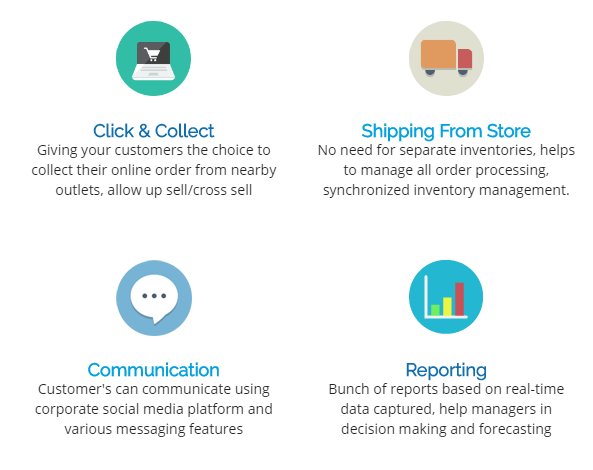 Click & Collect
Giving your customers the choice to
collect their online order from nearby
outlets, allow up sell/cross sell
Shipping From Store
No need for separate inventories, helps
to manage all order processing,
synchronized inventory management.
Communication
Customer's can communicate using
corporate social media platform and
various messaging features
Reporting
Bunch of reports based on real-time
data captured, help managers in
decision making and forecasting